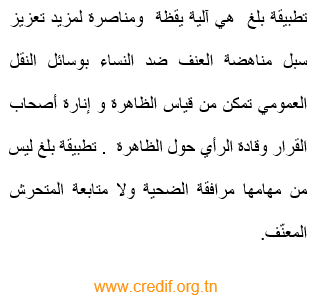 تطبيقة بلغ هي آلية يقظة ومناصرة لمزيد تعزيز
سبل مناهضة العنف ضد النساء بوسائل النقل
العمومي تمكن من قياس الظاهرة و إنارة أصحاب
القرار وقادة الرأي حول الظاهرة . تطبيقة بلغ ليس
من مهامها مرافقة الضحية ولا متابعة المتحرش
المعنّف.
www.credif.org.tn